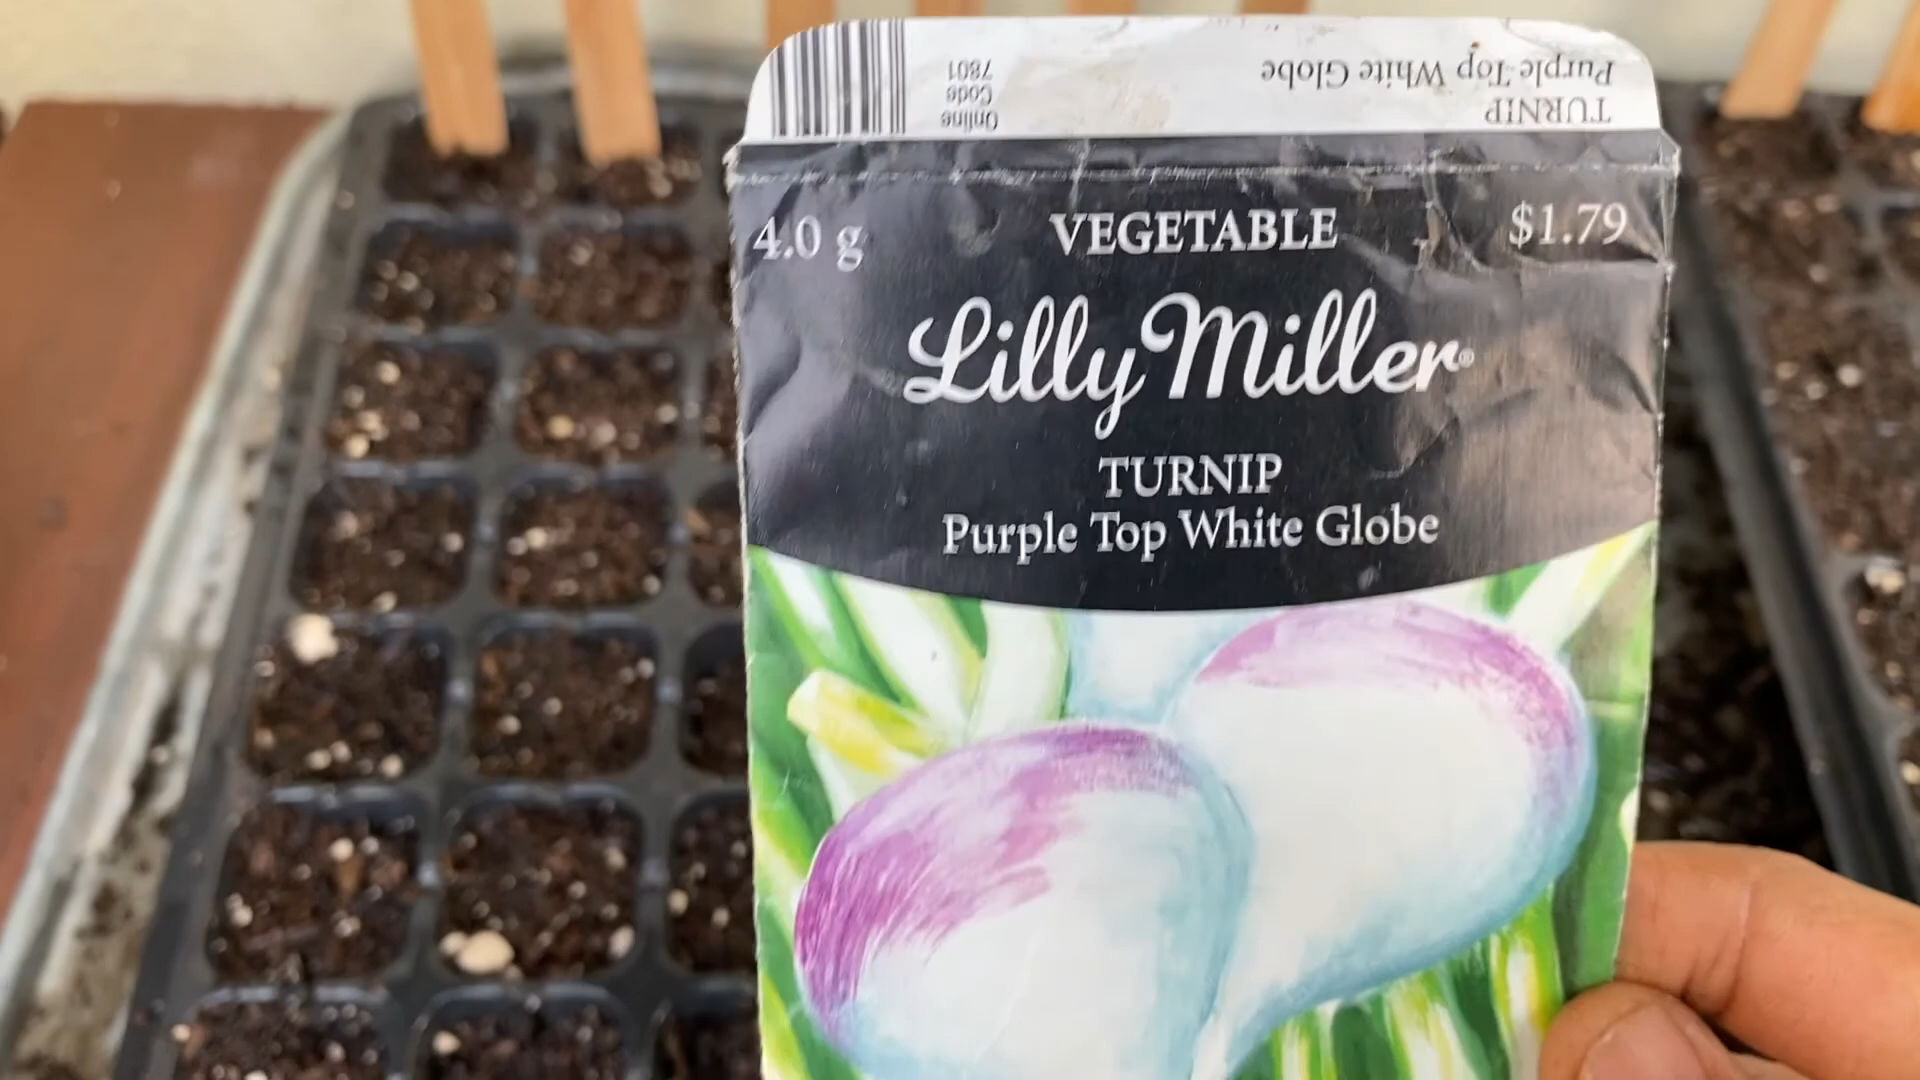 TURNIP
Purple Top White Globe
Online
Code
7801
4.0 g
VEGETABLE
$1.79
Lilly Miller®
TURNIP
Purple Top White Globe